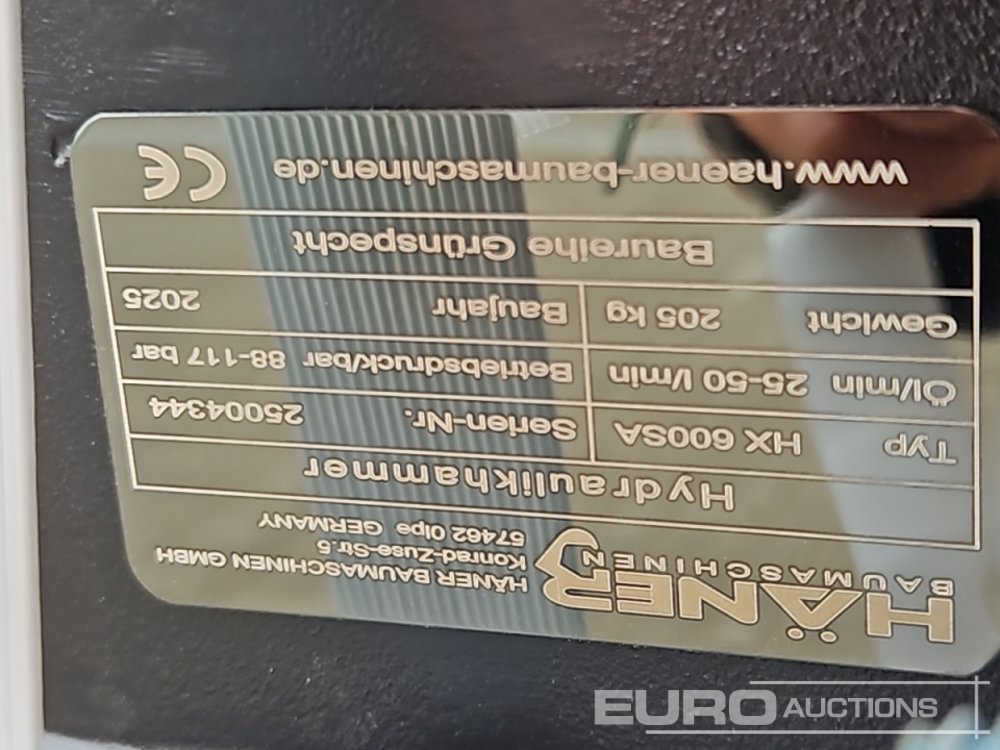 HÄNER
BAUMASCHINEN
HÄNER BAUMASCHINEN GMBH
Konrad-Zuse-Str.5
57462 Olpe GERMANY
Hydraulikhammer
Typ HX 600SA Serien-Nr. 25004344
Öl/min 25-50 l/min Betriebsdruck/bar 88-117 bar
Gewicht 205 kg Baujahr 2025
Baureihe Grünspecht
www.haener-baumaschinen.de CE
EURO AUCTIONS